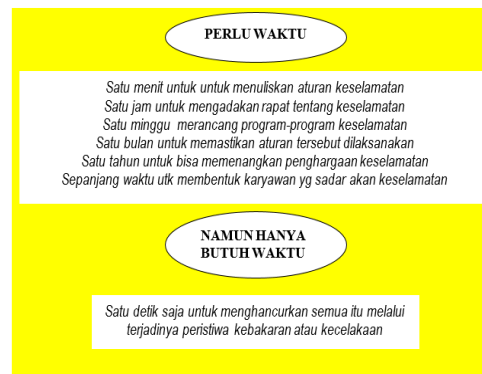 PERLU WAKTU
Satu menit untuk untuk menuliskan aturan keselamatan
Satu jam untuk mengadakan rapat tentang keselamatan
Satu minggu merancang program-program keselamatan
Satu bulan untuk memastikan aturan tersebut dilaksanakan
Satu tahun untuk bisa memenangkan penghargaan keselamatan
Sepanjang waktu utk membentuk karyawan yg sadar akan keselamatan
NAMUN HANYA
BUTUH WAKTU
Satu detik saja untuk menghancurkan semua itu melalui
terjadinya peristiwa kebakaran atau kecelakaan